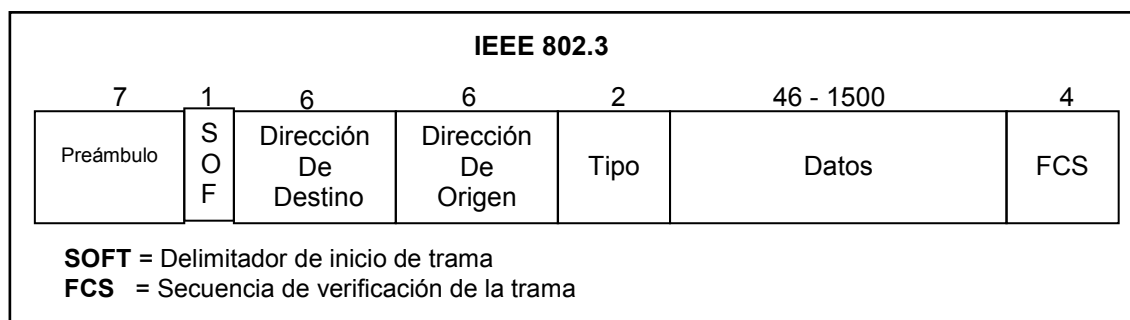 IEEE 802.3
7 1 6 6 2 46 - 1500 4
Preámbulo
S
O
F
Dirección
De
Destino
Dirección
De
Origen
Tipo
Datos
FCS
SOFT = Delimitador de inicio de trama
FCS = Secuencia de verificación de la trama